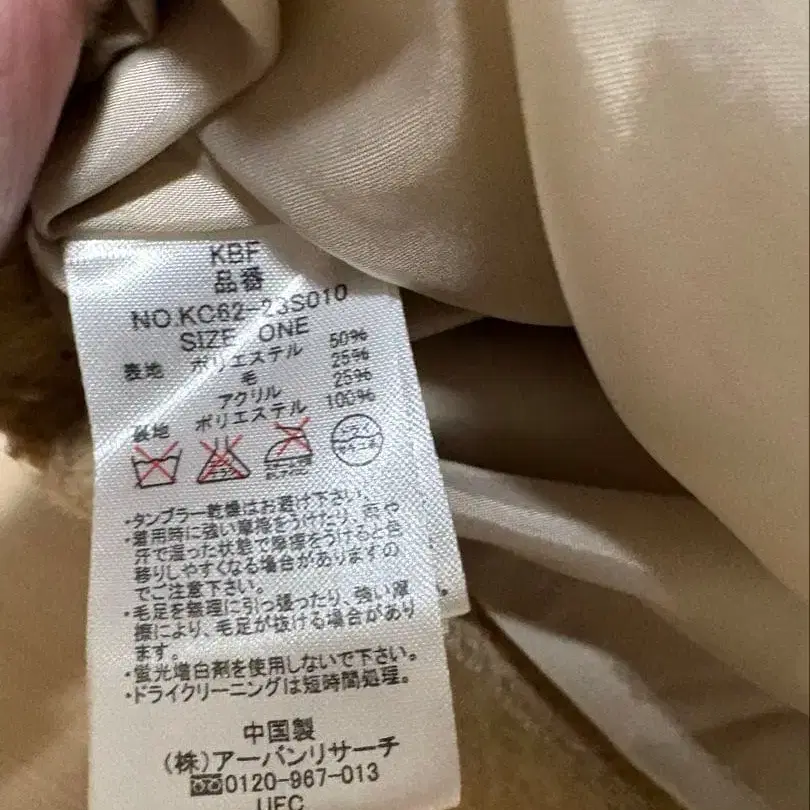 KBF
品番
NO.KC62-23S010
SIZE ONE
表地 ポリエステル 50%
毛 25%
アクリル 25%
裏地 ポリエステル 100%
ドライ
・タンブラー乾燥はお避け下さい。
・着用時に強い摩擦をうけたり、雨や
汗で湿った状態で摩擦をうけると色
移りしやすくなる場合がありますの
でご注意下さい。
・毛足を無理に引っ張ったり、強い摩
擦により、毛足が抜ける場合があり
ます。
・蛍光増白剤を使用しないで下さい。
・ドライクリーニングは短時間処理。
中国製
(株)アーバンリサーチ
0120-967-013
UFC